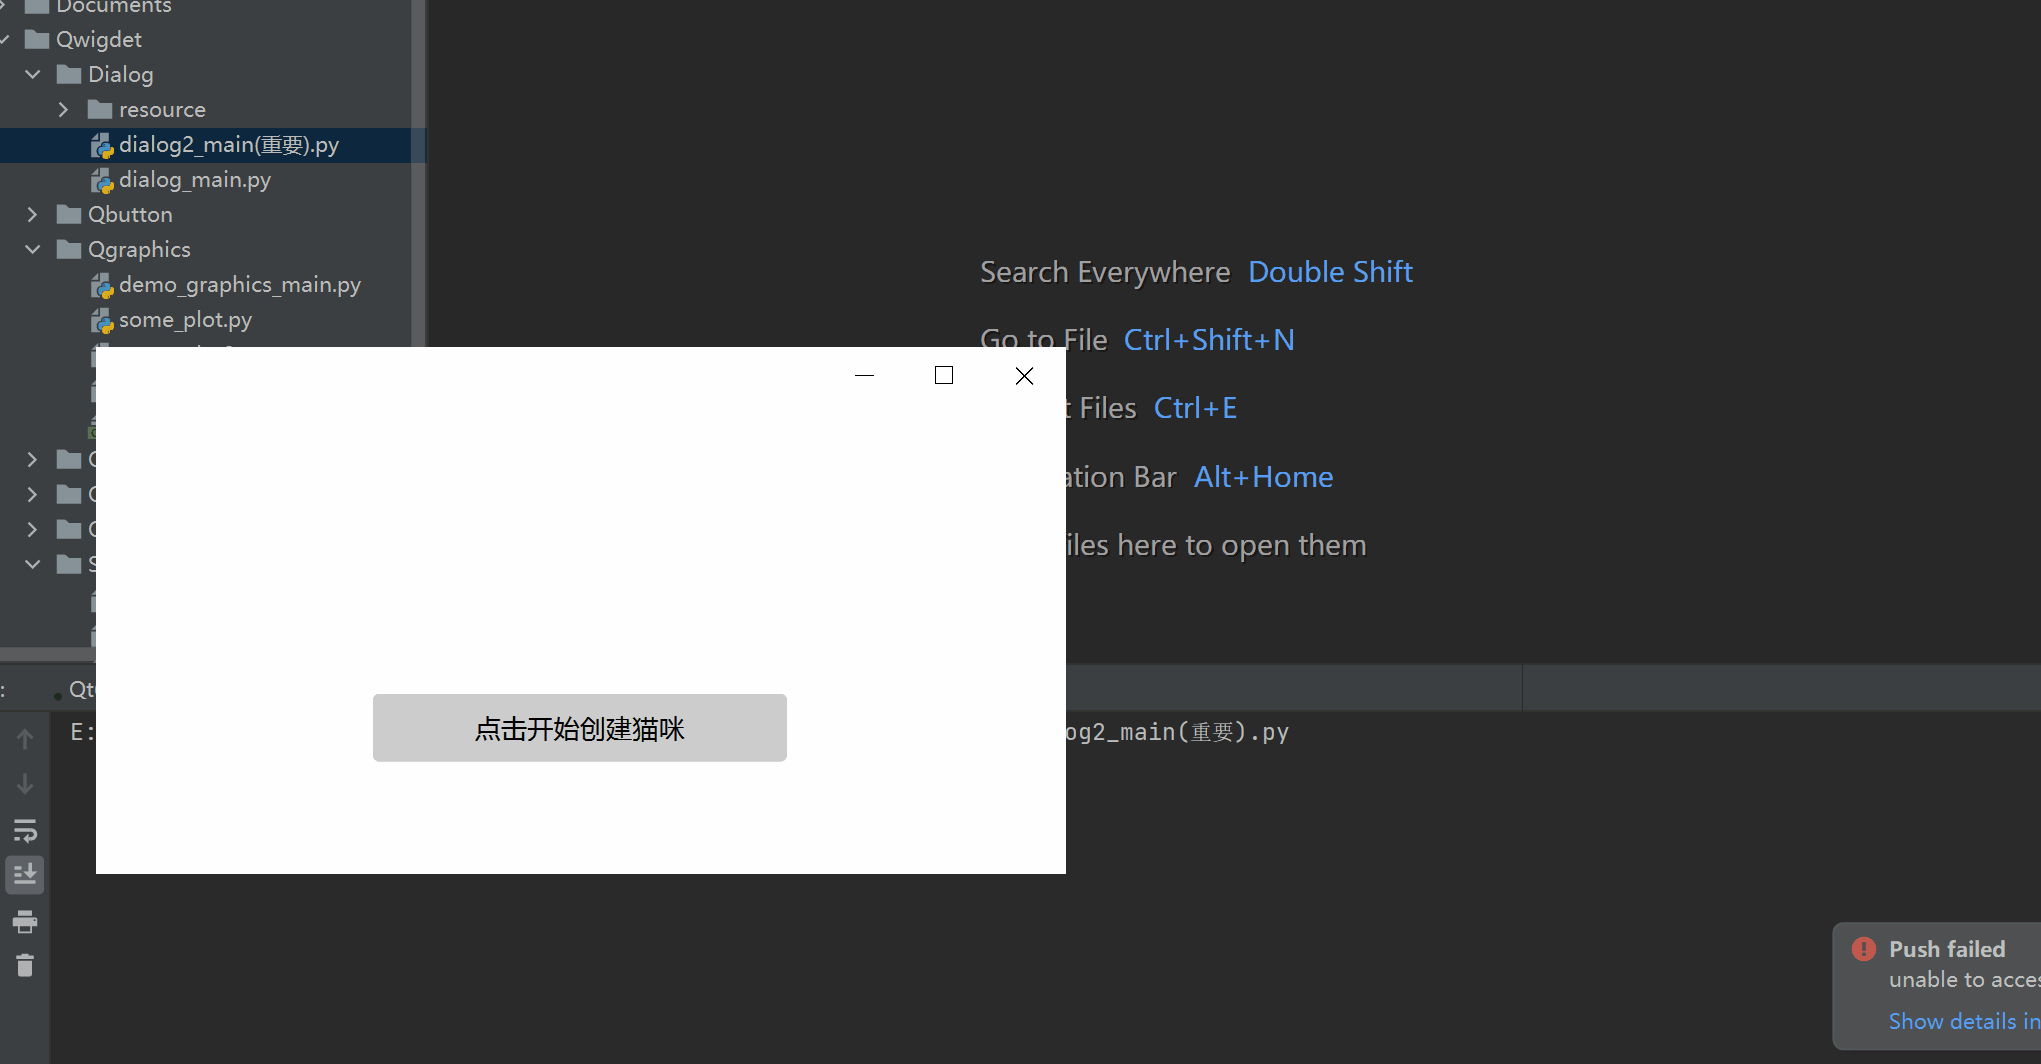 Documents
Qwigdet
Dialog
resource
dialog2_main(重要).py
dialog_main.py
Qbutton
Qgraphics
demo_graphics_main.py
some_plot.py
Search Everywhere Double Shift
Go to File Ctrl+Shift+N
t Files Ctrl+E
ation Bar Alt+Home
iles here to open them
点击开始创建猫咪
: Qt
E: og2_main(重要).py
Push failed
unable to acces
Show details in